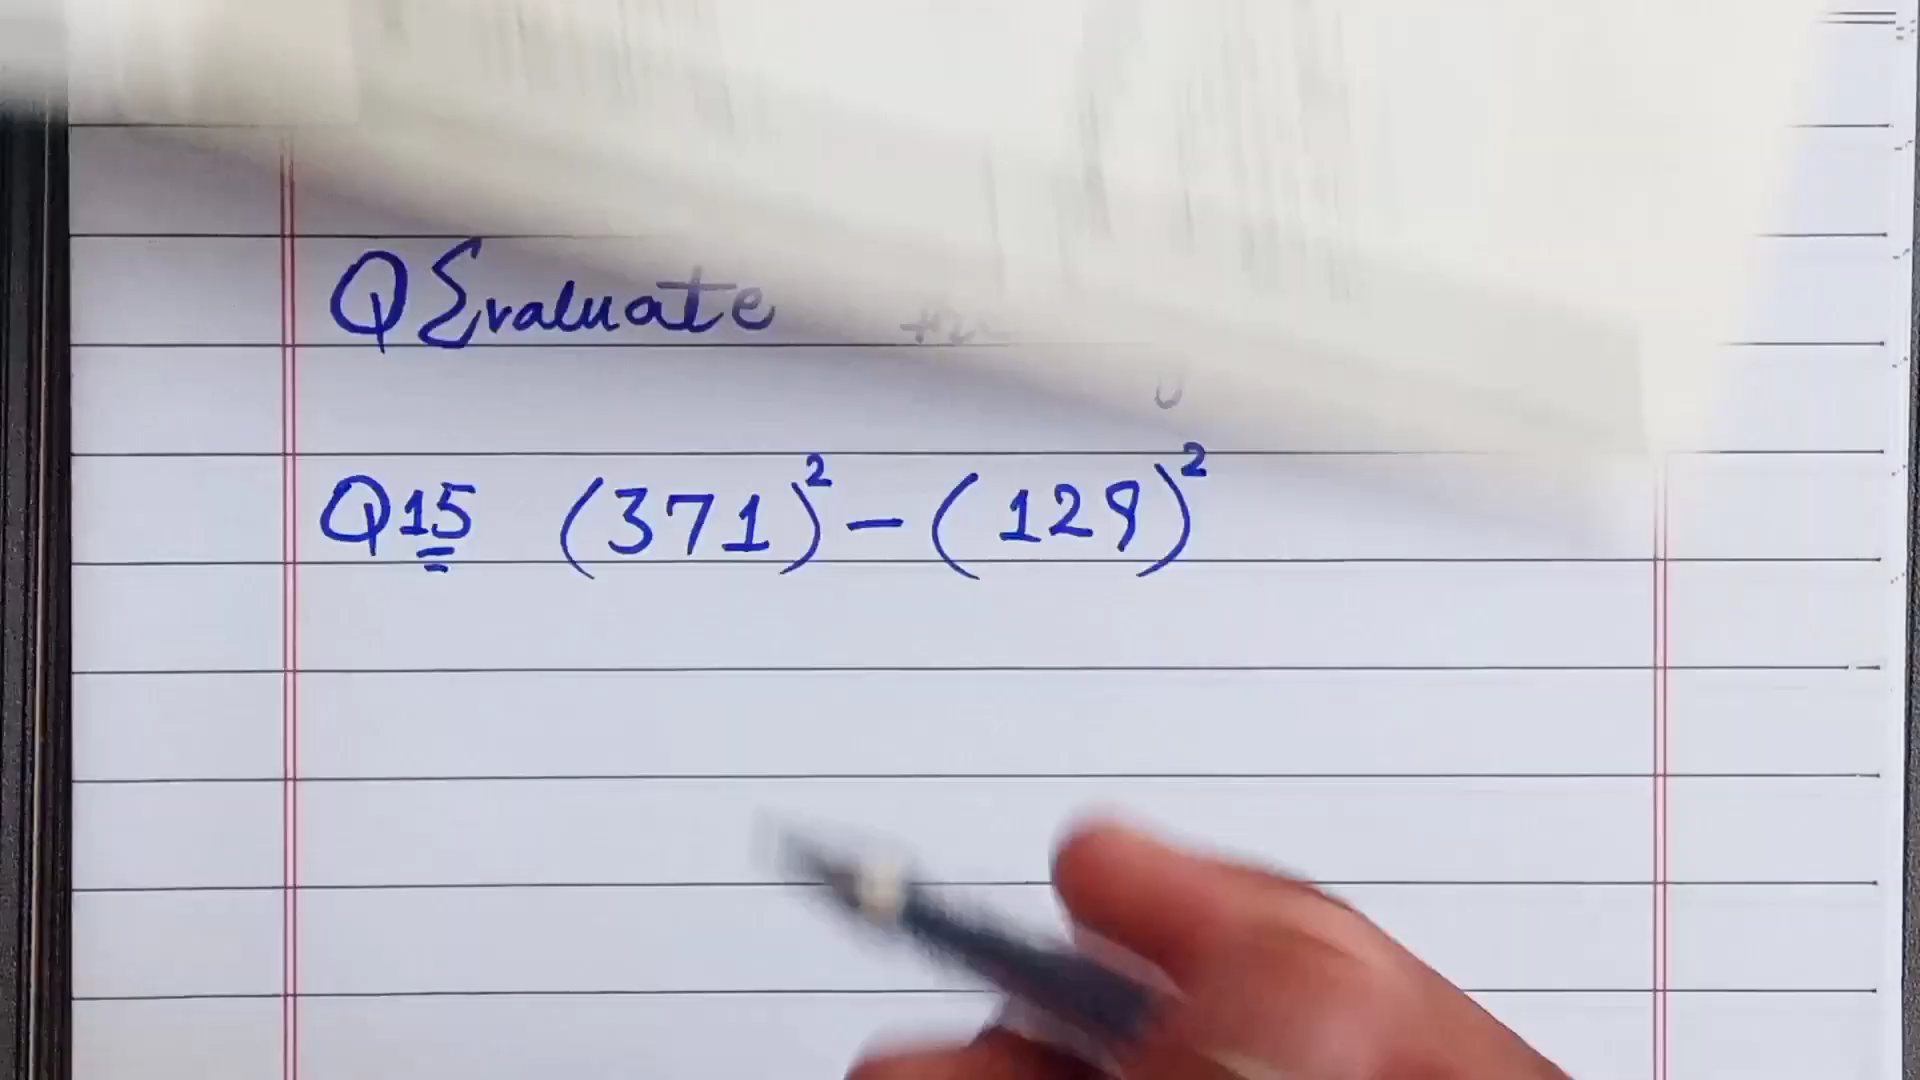 Q Evaluate
Q15 (371)² - (129)²